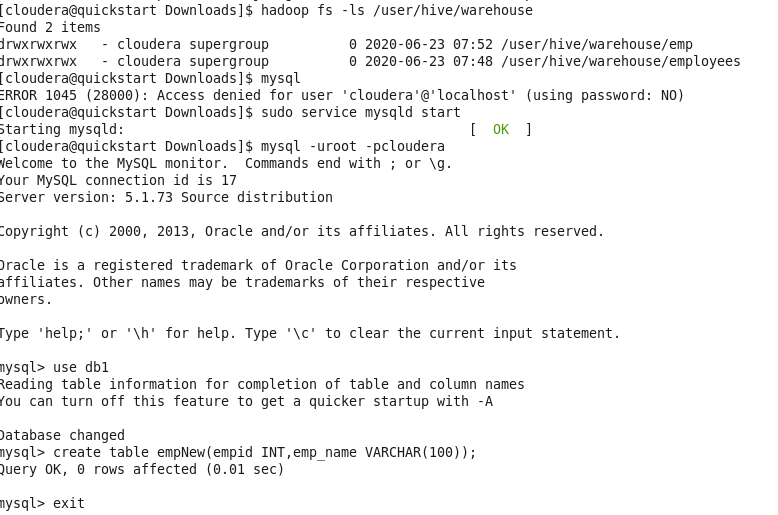 [cloudera@quickstart Downloads]$ hadoop fs -ls /user/hive/warehouse
Found 2 items
drwxrwxrwx   - cloudera supergroup          0 2020-06-23 07:52 /user/hive/warehouse/emp
drwxrwxrwx   - cloudera supergroup          0 2020-06-23 07:48 /user/hive/warehouse/employees
[cloudera@quickstart Downloads]$ mysql
ERROR 1045 (28000): Access denied for user 'cloudera'@'localhost' (using password: NO)
[cloudera@quickstart Downloads]$ sudo service mysqld start
Starting mysqld:                                           [  OK  ]
[cloudera@quickstart Downloads]$ mysql -uroot -pcloudera
Welcome to the MySQL monitor.  Commands end with ; or \g.
Your MySQL connection id is 17
Server version: 5.1.73 Source distribution

Copyright (c) 2000, 2013, Oracle and/or its affiliates. All rights reserved.

Oracle is a registered trademark of Oracle Corporation and/or its
affiliates. Other names may be trademarks of their respective
owners.

Type 'help;' or '\h' for help. Type '\c' to clear the current input statement.

mysql> use db1
Reading table information for completion of table and column names
You can turn off this feature to get a quicker startup with -A

Database changed
mysql> create table empNew(empid INT,emp_name VARCHAR(100));
Query OK, 0 rows affected (0.01 sec)

mysql> exit